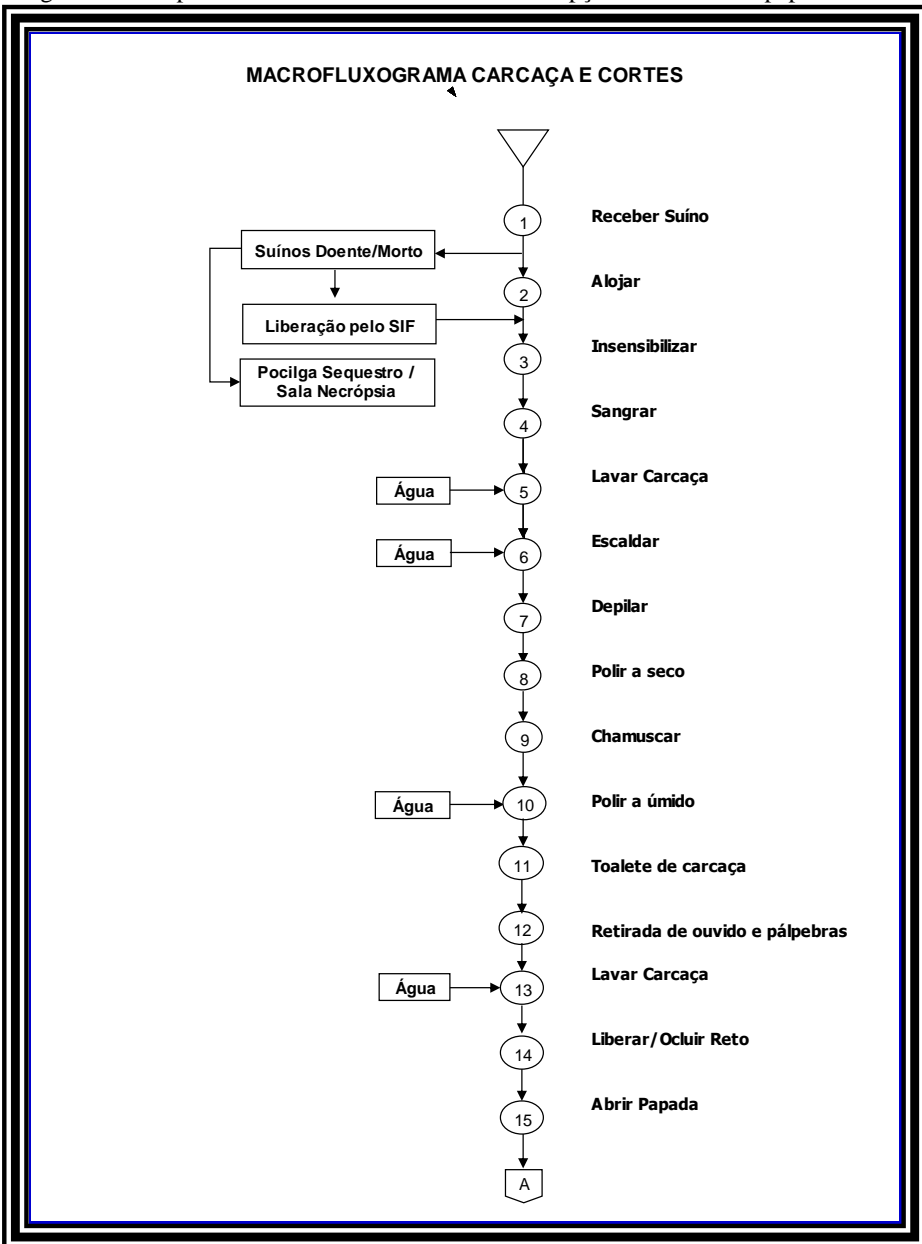 MACROFLUXOGRAMA CARCAÇA E CORTES
1 Receber Suíno
Suínos Doente/Morto
2 Alojar
Liberação pelo SIF
3 Insensibilizar
Pocilga Sequestro /
Sala Necrópsia
4 Sangrar
Água 5 Lavar Carcaça
Água 6 Escaldar
7 Depilar
8 Polir a seco
9 Chamuscar
Água 10 Polir a úmido
11 Toalete de carcaça
12 Retirada de ouvido e pálpebras
Água 13 Lavar Carcaça
14 Liberar/Ocluir Reto
15 Abrir Papada
A